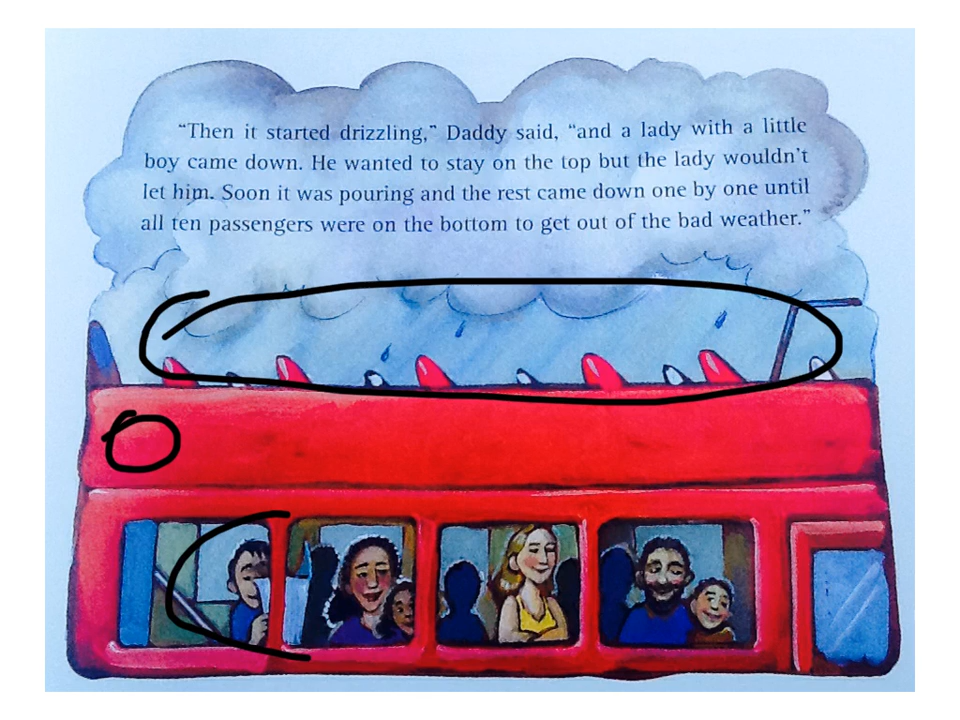 “Then it started drizzling,” Daddy said, “and a lady with a little
boy came down. He wanted to stay on the top but the lady wouldn’t
let him. Soon it was pouring and the rest came down one by one until
all ten passengers were on the bottom to get out of the bad weather.”